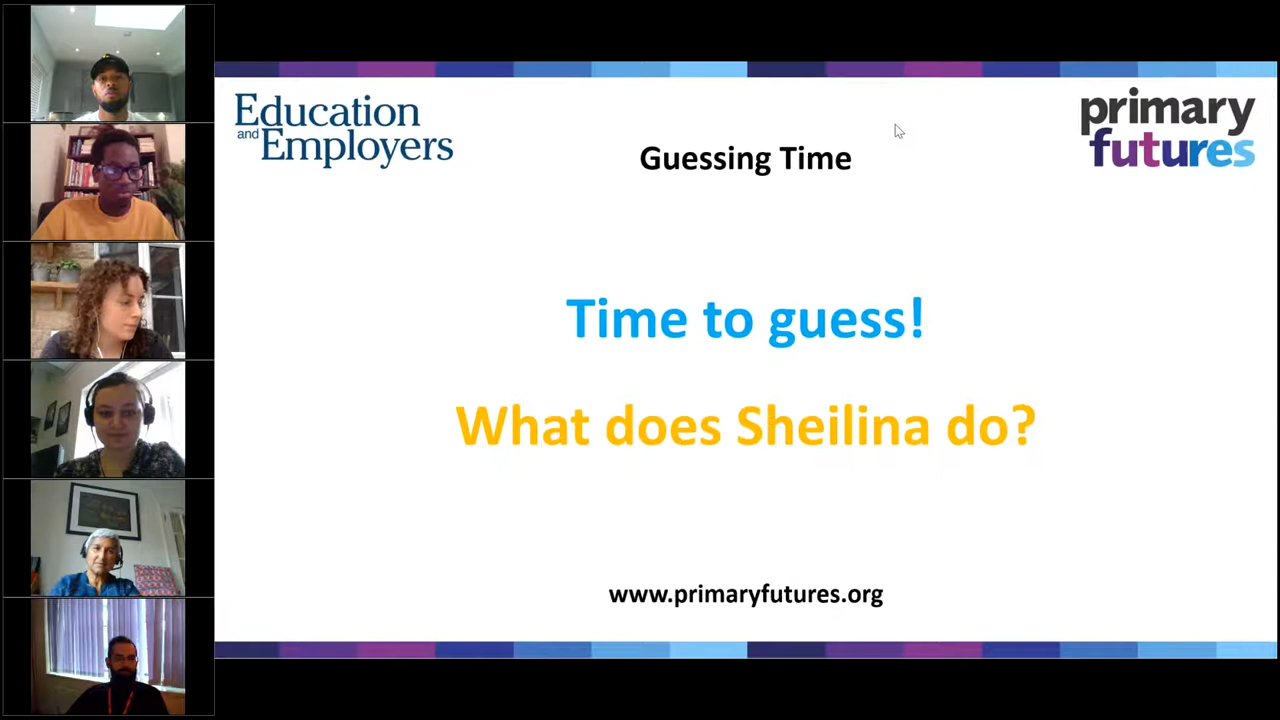 Education
and Employers
primary
futures
Guessing Time
Time to guess!
What does Sheilina do?
www.primaryfutures.org